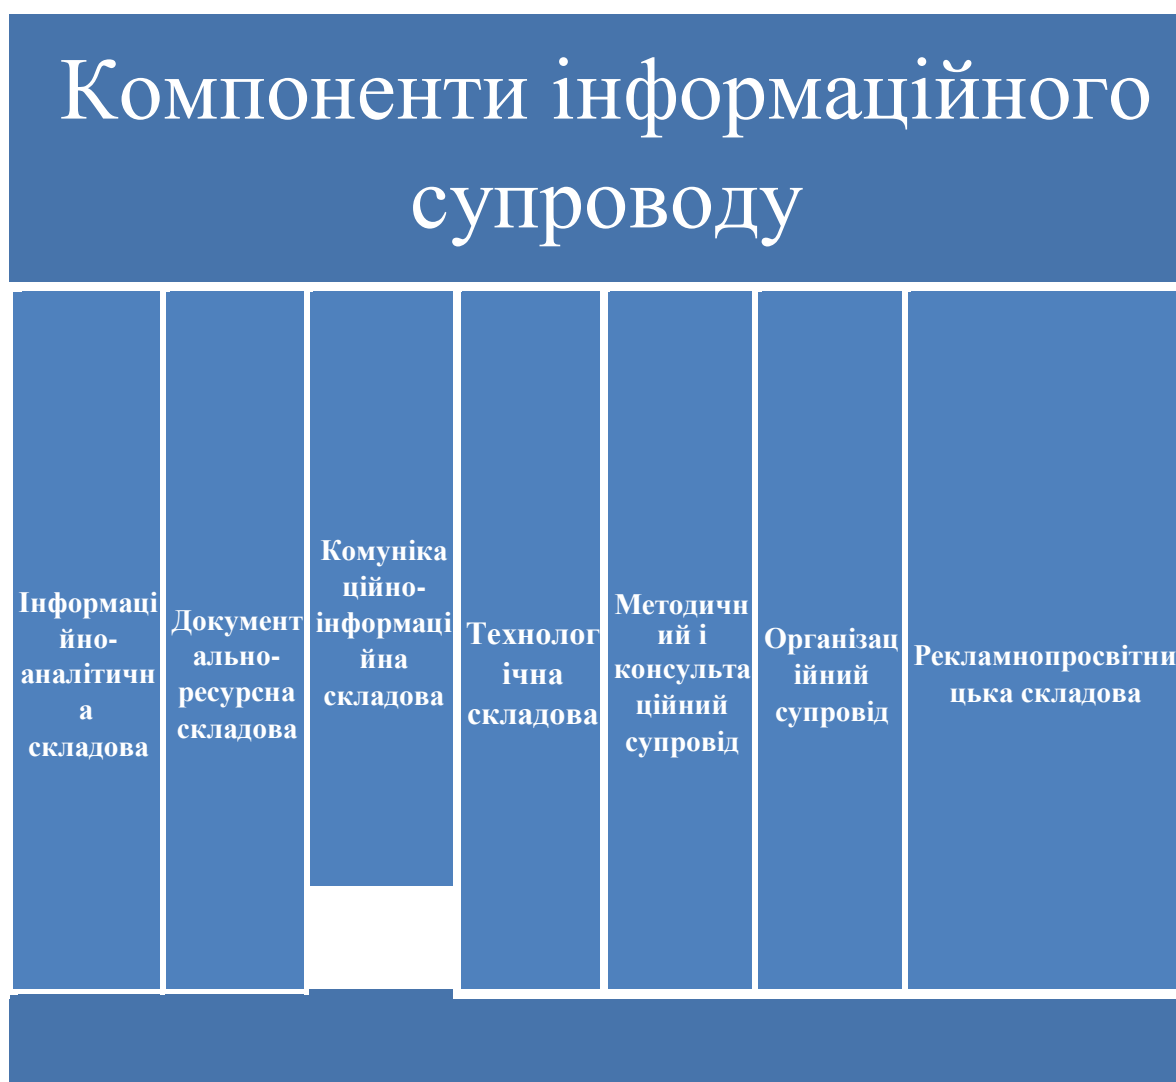 Компоненти інформаційного
супроводу
Інформаці
йно-
аналітичн
а
складова
Документ
ально-
ресурсна
складова
Комуніка
ційно-
інформаці
йна
складова
Технолог
ічна
складова
Методичн
ий і
консульта
ційний
супровід
Організац
ійний
супровід
Рекламнопросвітни
цька складова